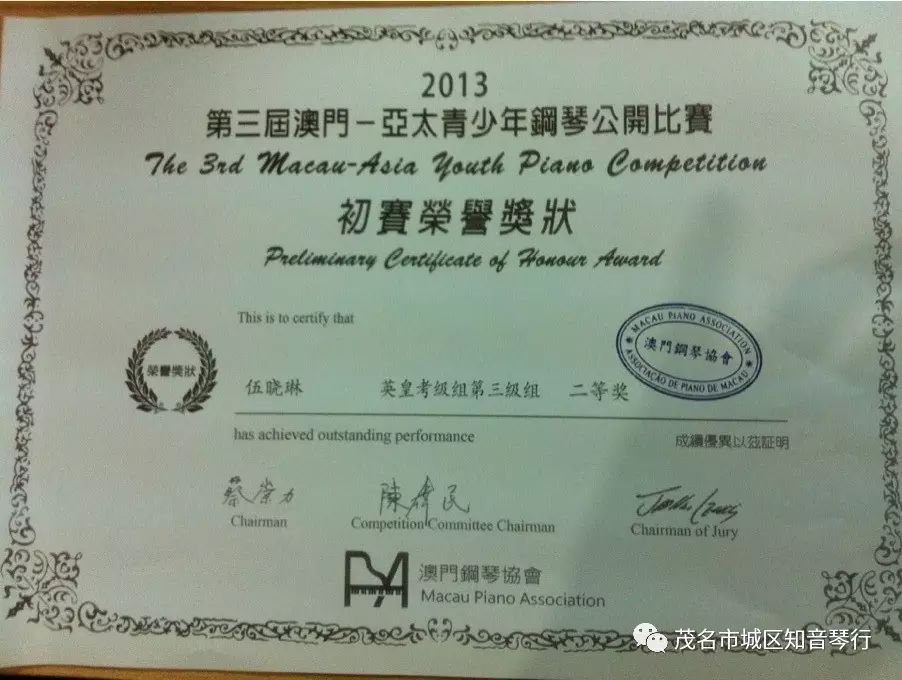 2013
第三屆澳門－亞太青少年鋼琴公開比賽
The 3rd Macau-Asia Youth Piano Competition
初賽榮譽獎狀
Preliminary Certificate of Honour Award
This is to certify that
MACAU PIANO ASSOCIATION
澳門鋼琴協會
ASSOCIAÇÃO DE PIANO DE MACAU
榮譽獎狀
伍晓琳 英皇考级组第三级组 二等奖
has achieved outstanding performance 成績優異以茲証明
陳偉民
Chairman Competition Committee Chairman Chairman of Jury
澳門鋼琴協會
Macau Piano Association
茂名市城区知音琴行